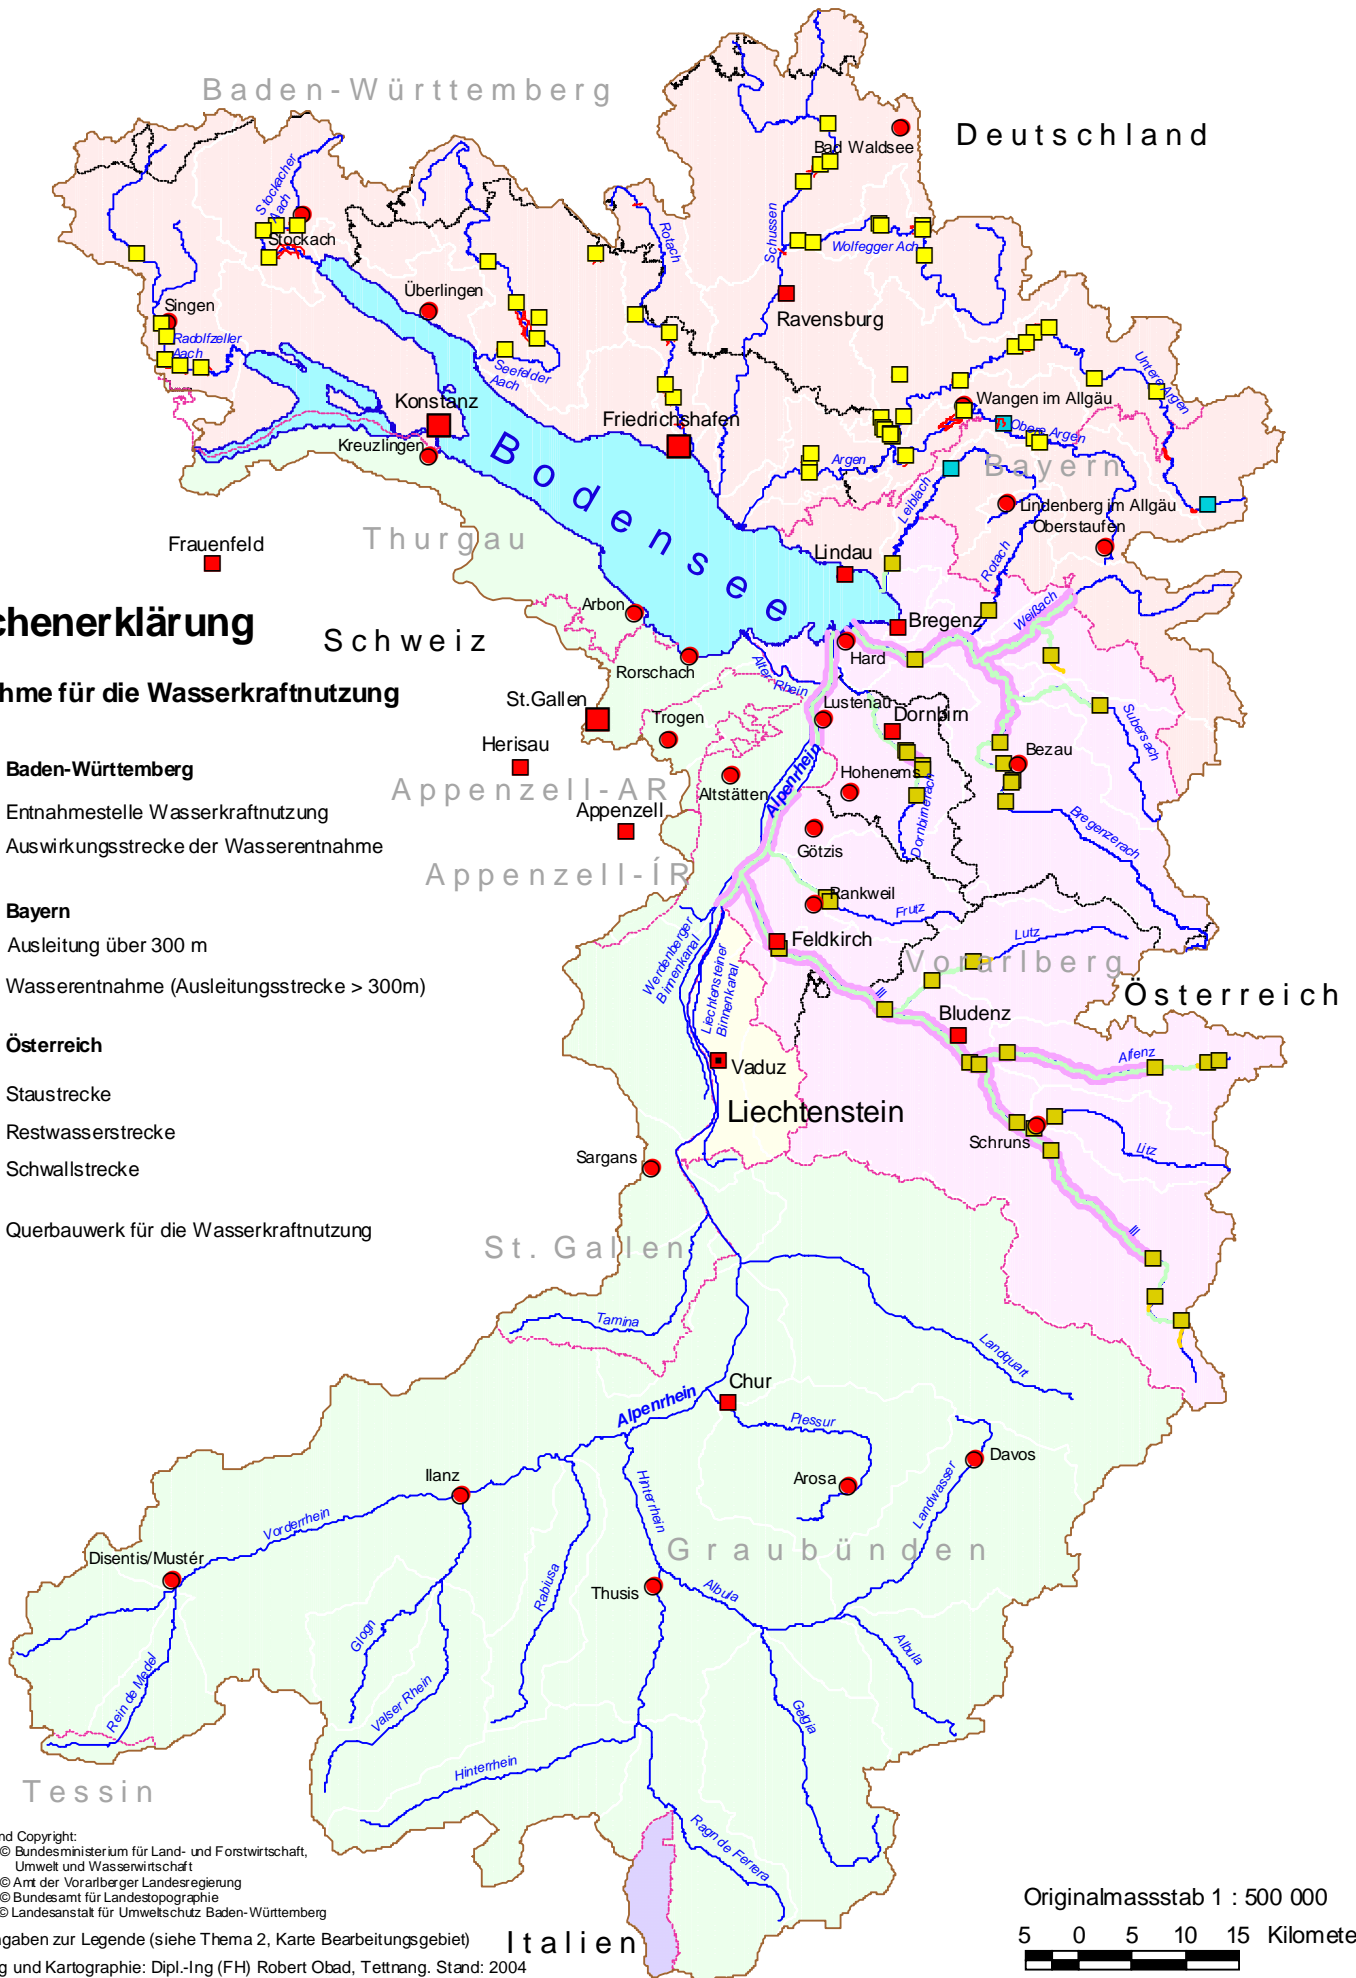 Baden-Württemberg
Deutschland
Bad Waldsee
Stockacher
Aach
Stockach
Rotach
Schussen
Wolfegger Ach
Überlingen
Singen
Radolfzeller
Aach
Ravensburg
Seefelder
Aach
Untere Argen
Konstanz
Wangen im Allgäu
Friedrichshafen
Obere Argen
Kreuzlingen
Argen
Bayern
Bodensee
Leiblach
Lindenberg im Allgäu
Oberstaufen
Thurgau
Frauenfeld
Lindau
Rotach
Weißach
Arbon
chenerklärung
Schweiz
Bregenz
Hard
Rorschach
Alter Rhein
hme für die Wasserkraftnutzung
St.Gallen
Trogen
Lustenau
Dornbirn
Subersach
Herisau
Bezau
Baden-Württemberg
Appenzell-AR
Altstätten
Alpenrhein
Hohenems
Dornbirnerach
Entnahmestelle Wasserkraftnutzung
Appenzell
Bregenzerach
Auswirkungsstrecke der Wasserentnahme
Götzis
Appenzell-ÍR
Rankweil
Frutz
Bayern
Ausleitung über 300 m
Feldkirch
Lutz
Werdenberger
Binnenkanal
Liechtensteiner
Binnenkanal
Vorarlberg
Wasserentnahme (Ausleitungsstrecke > 300m)
Ill
Österreich
Österreich
Bludenz
Vaduz
Alfenz
Staustrecke
Liechtenstein
Restwasserstrecke
Schruns
Litz
Sargans
Schwallstrecke
Querbauwerk für die Wasserkraftnutzung
Ill
St. Gallen
Tamina
Landquart
Chur
Alpenrhein
Plessur
Davos
Ilanz
Arosa
Hinterrhein
Landwasser
Vorderrhein
Graubünden
Disentis/Mustér
Rabiusa
Thusis
Albula
Glogn
Albula
Rein de Medel
Valser Rhein
Gelgia
Hinterrhein
Tessin
Ragn de Ferrera
nd Copyright:
© Bundesministerium für Land- und Forstwirtschaft,
Umwelt und Wasserwirtschaft
© Amt der Vorarlberger Landesregierung
© Bundesamt für Landestopographie
© Landesanstalt für Umweltschutz Baden-Württemberg
Originalmassstab 1 : 500 000
5 0 5 10 15 Kilomete
ngaben zur Legende (siehe Thema 2, Karte Bearbeitungsgebiet)
Italien
g und Kartographie: Dipl.-Ing (FH) Robert Obad, Tettnang. Stand: 2004